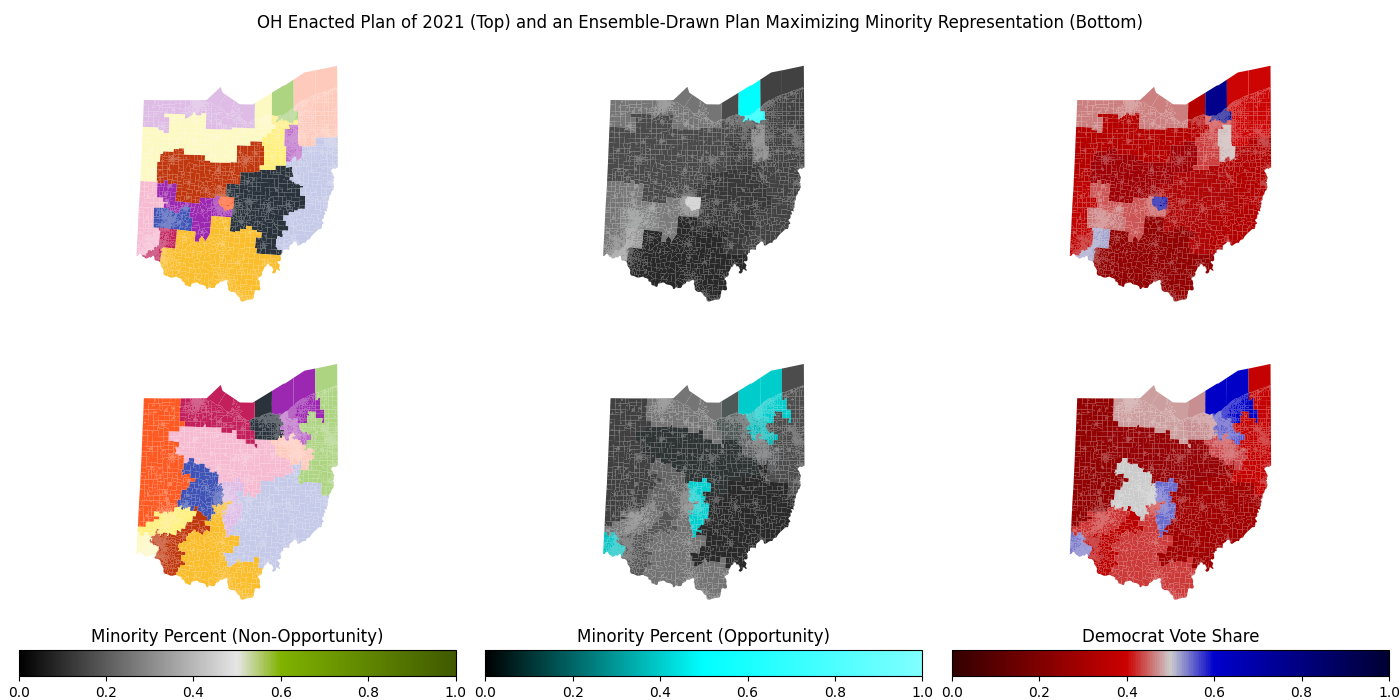 OH Enacted Plan of 2021 (Top) and an Ensemble-Drawn Plan Maximizing Minority Representation (Bottom)
Minority Percent (Non-Opportunity)
0.0 0.2 0.4 0.6 0.8 1.0
Minority Percent (Opportunity)
0.0 0.2 0.4 0.6 0.8 1.0
Democrat Vote Share
0.0 0.2 0.4 0.6 0.8 1.0